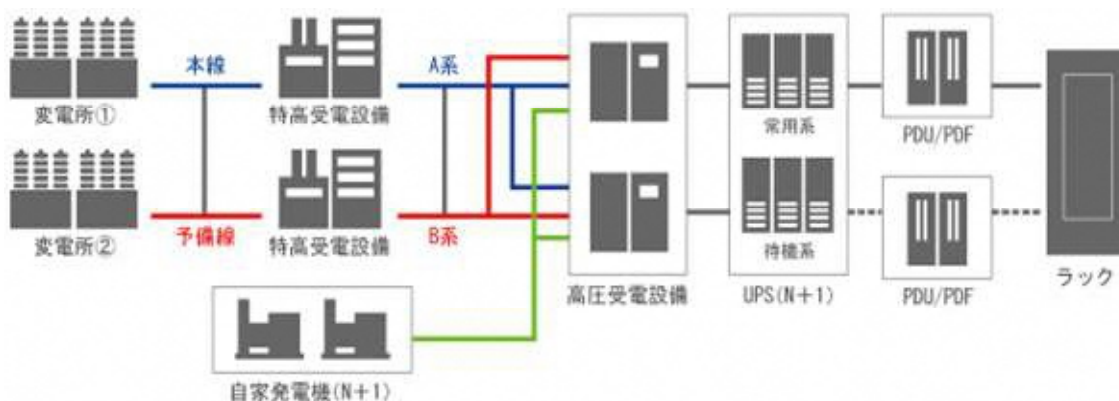 本線
A系
変電所①
特高受電設備
常用系
PDU/PDF
変電所②
予備線
特高受電設備
B系
待機系
高圧受電設備
UPS(N+1)
PDU/PDF
ラック
自家発電機(N+1)